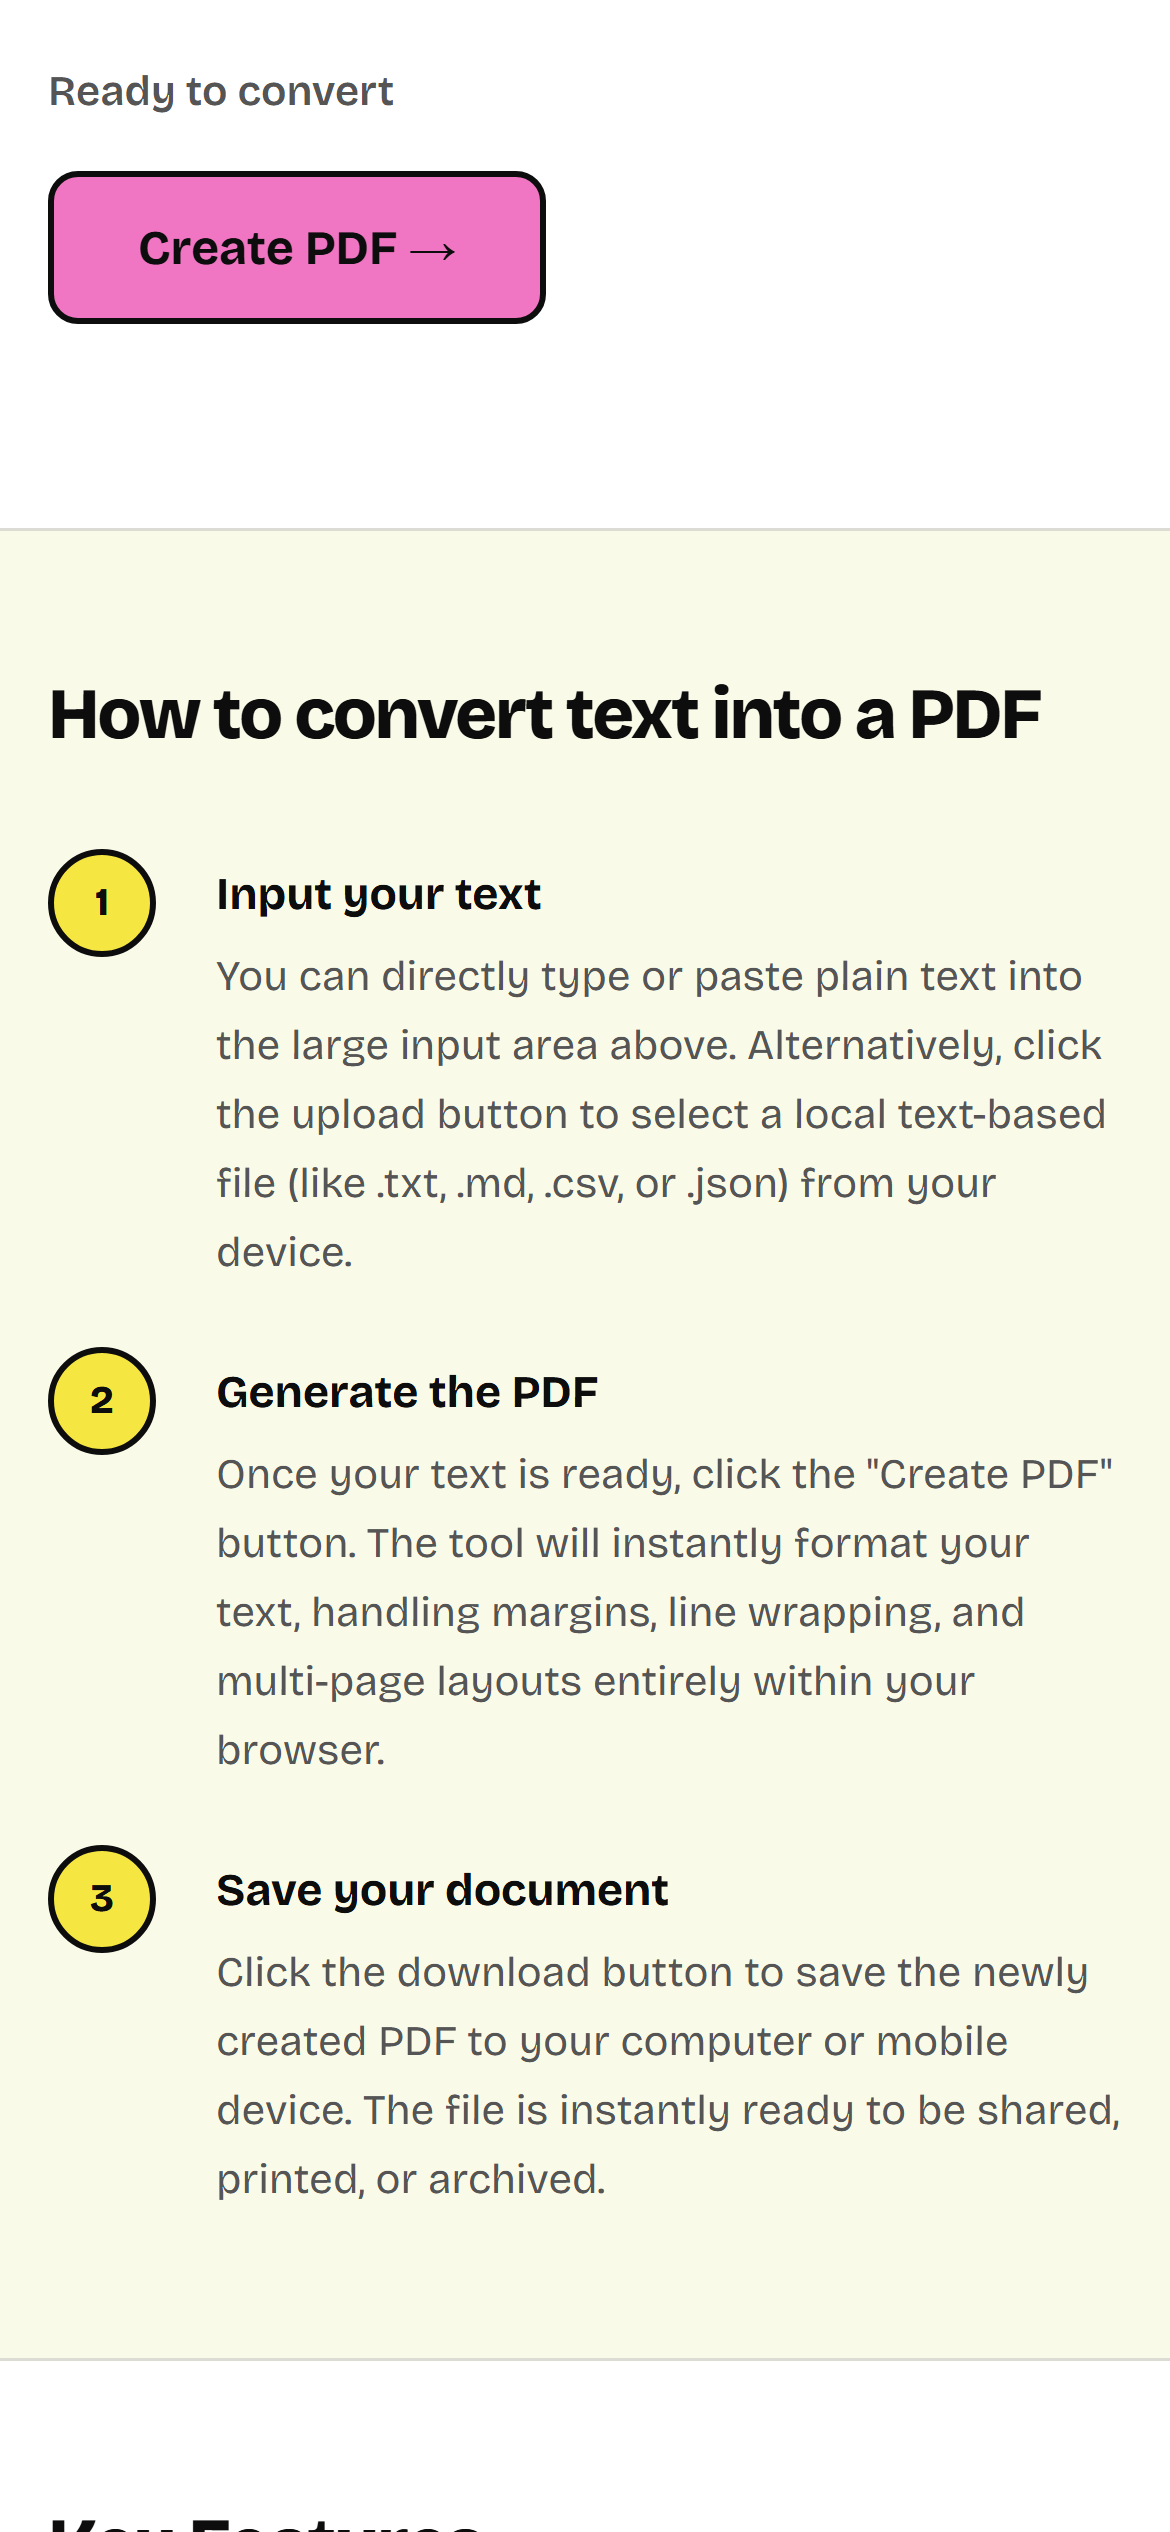 Ready to convert
Create PDF →
How to convert text into a PDF
1
Input your text
You can directly type or paste plain text into
the large input area above. Alternatively, click
the upload button to select a local text-based
file (like .txt, .md, .csv, or .json) from your
device.
2
Generate the PDF
Once your text is ready, click the "Create PDF"
button. The tool will instantly format your
text, handling margins, line wrapping, and
multi-page layouts entirely within your
browser.
3
Save your document
Click the download button to save the newly
created PDF to your computer or mobile
device. The file is instantly ready to be shared,
printed, or archived.
Key Features